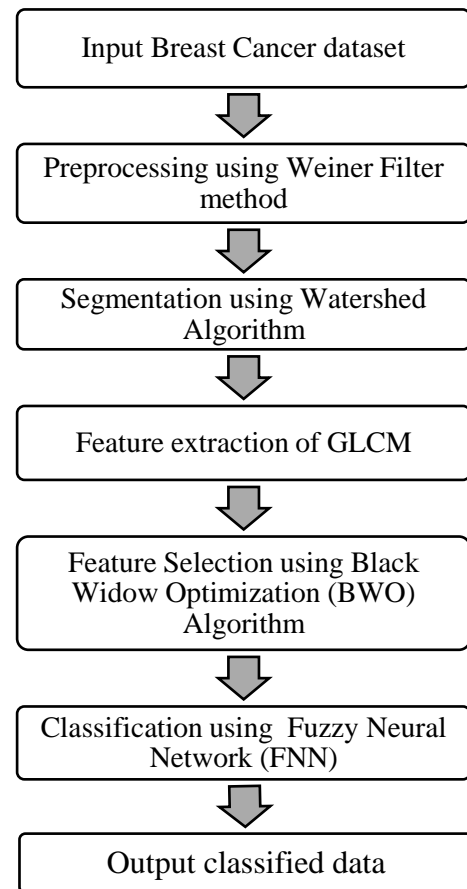 Input Breast Cancer dataset
Preprocessing using Weiner Filter
method
Segmentation using Watershed
Algorithm
Feature extraction of GLCM
Feature Selection using Black
Widow Optimization (BWO)
Algorithm
Classification using Fuzzy Neural
Network (FNN)
Output classified data